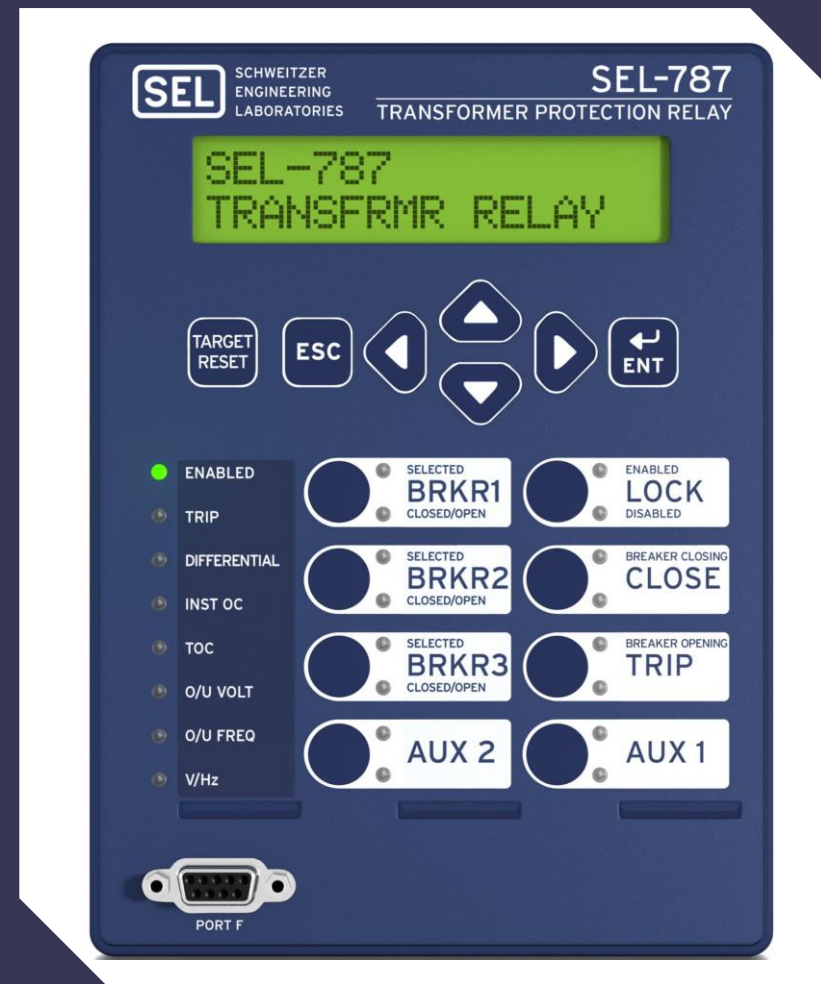 SEL
SCHWEITZER
ENGINEERING
LABORATORIES
SEL-787
TRANSFORMER PROTECTION RELAY
SEL-787
TRANSFRMR RELAY
TARGET
RESET
ESC
ENT
ENABLED
TRIP
DIFFERENTIAL
INST OC
TOC
O/U VOLT
O/U FREQ
V/Hz
SELECTED
BRKR1
CLOSED/OPEN
ENABLED
LOCK
DISABLED
SELECTED
BRKR2
CLOSED/OPEN
BREAKER CLOSING
CLOSE
SELECTED
BRKR3
CLOSED/OPEN
BREAKER OPENING
TRIP
AUX 2
AUX 1
PORT F